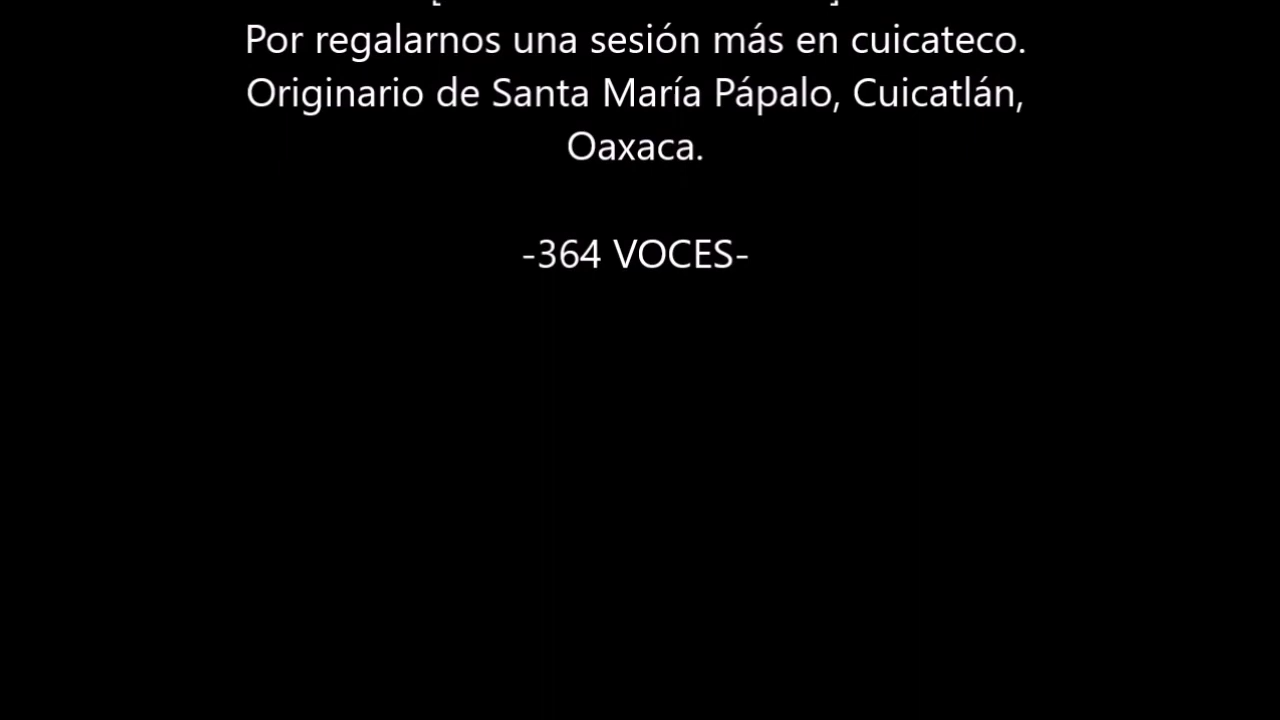 Por regalarnos una sesión más en cuicateco.
Originario de Santa María Pápalo, Cuicatlán,
Oaxaca.
-364 VOCES-